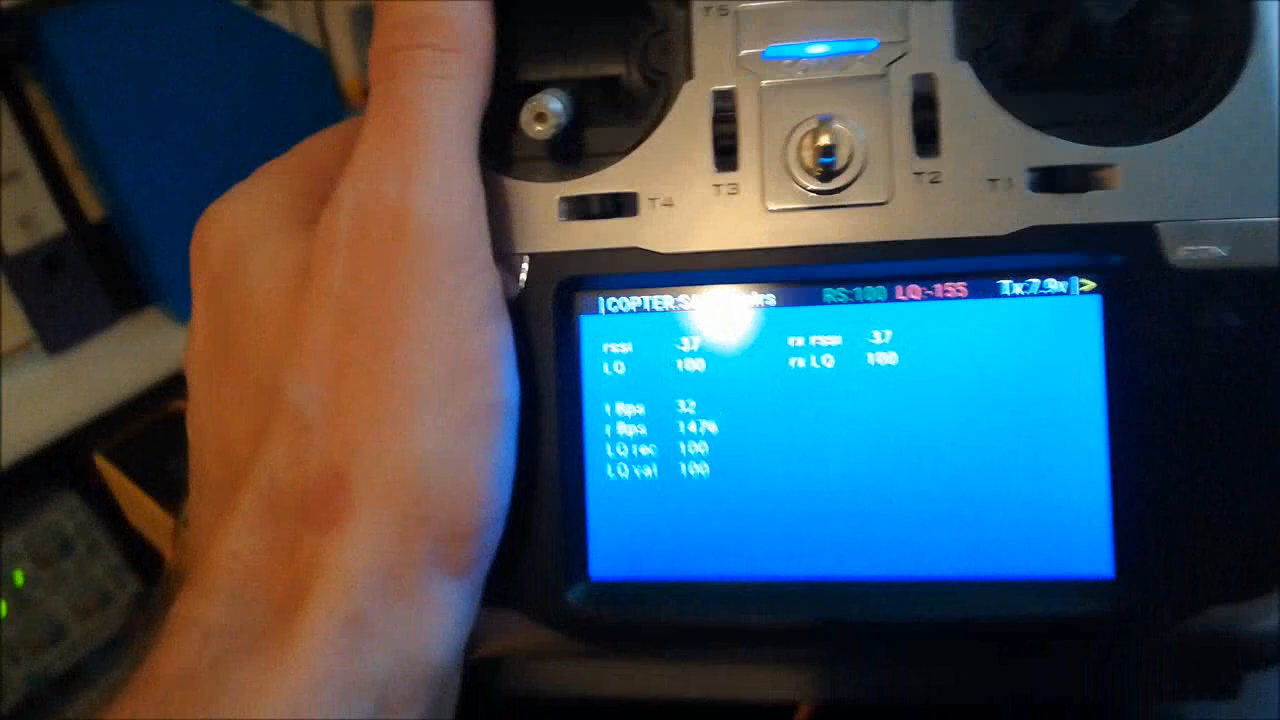 T5
T3
T2
T4
T1
COPTER RS:100 LQ:-155 Tx:7.9v
rssi -37 rx rssi -37
LQ 100 rx LQ 100
Bps 32
Bps 1476
LQ rec 100
LQ val 100